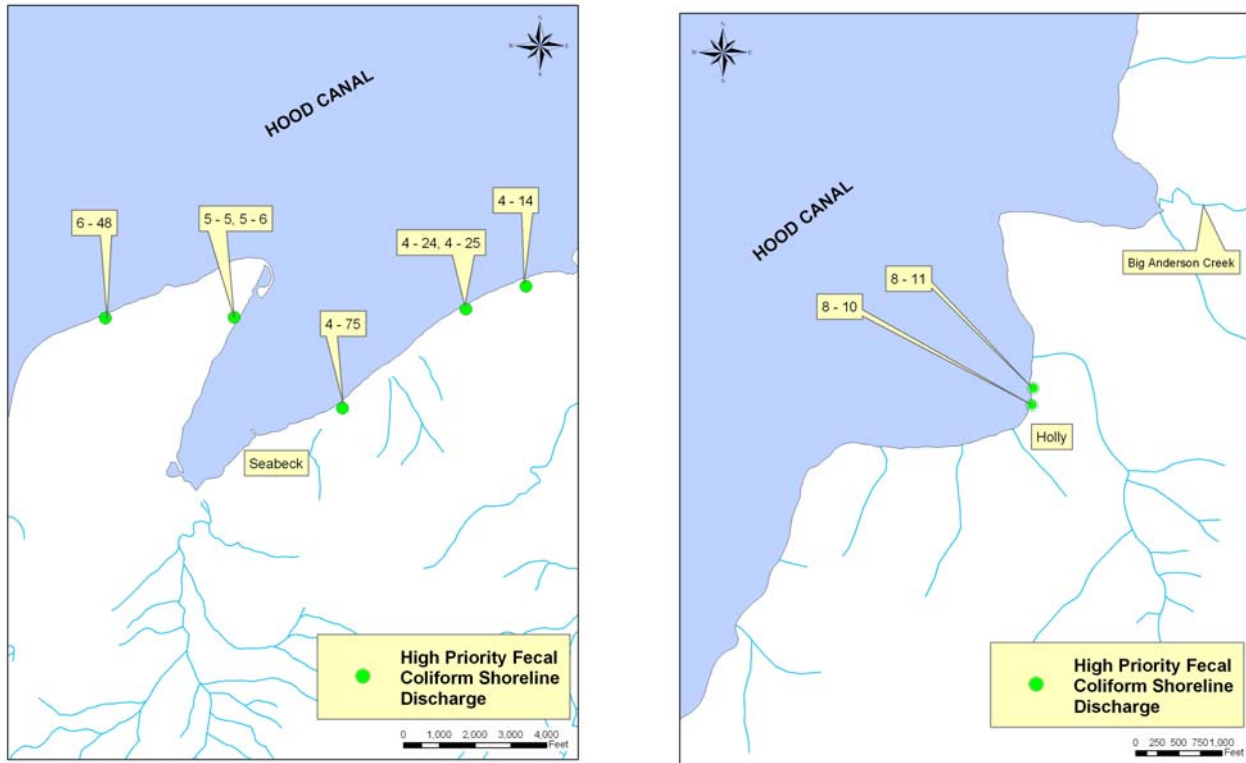 N
W E
S
HOOD CANAL
4 - 14
6 - 48
5 - 5, 5 - 6
4 - 24, 4 - 25
4 - 75
Seabeck
High Priority Fecal
Coliform Shoreline
Discharge
0 1,000 2,000 3,000 4,000
Feet
N
W E
S
HOOD CANAL
Big Anderson Creek
8 - 11
8 - 10
Holly
High Priority Fecal
Coliform Shoreline
Discharge
0 250 500 750 1,000
Feet